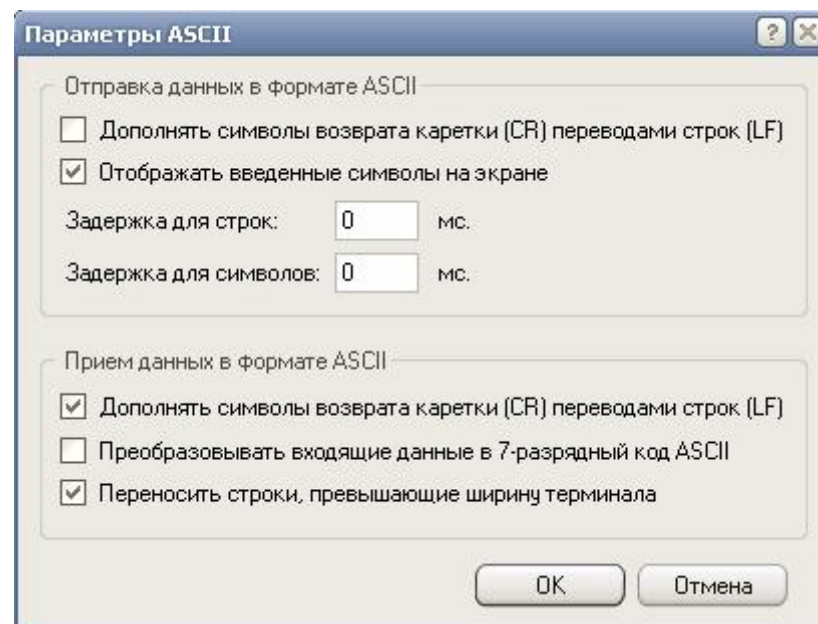 Параметры ASCII
Отправка данных в формате ASCII
Дополнять символы возврата каретки (CR) переводами строк (LF)
Отображать введенные символы на экране
Задержка для строк: 0 мс.
Задержка для символов: 0 мс.
Прием данных в формате ASCII
Дополнять символы возврата каретки (CR) переводами строк (LF)
Преобразовывать входящие данные в 7-разрядный код ASCII
Переносить строки, превышающие ширину терминала
OK Отмена